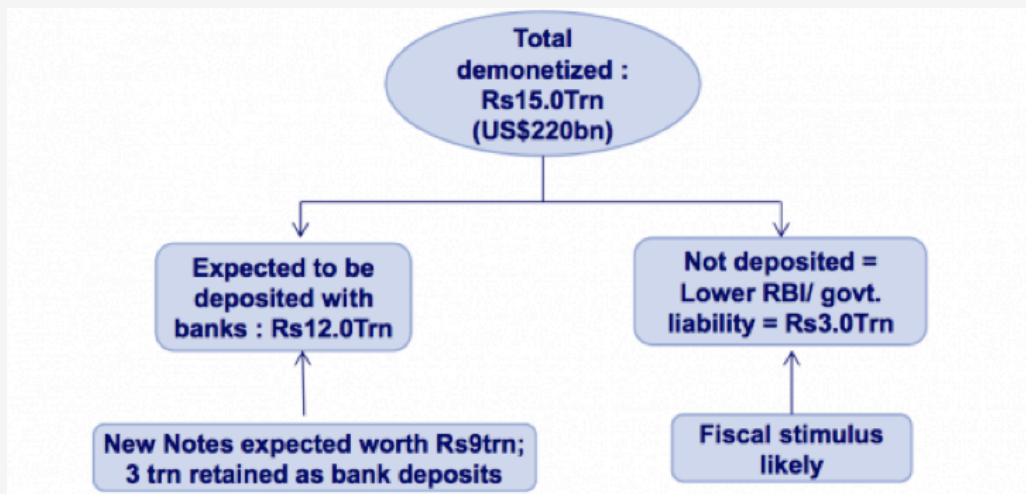 Total
demonetized :
Rs15.0Trn
(US$220bn)
Expected to be
deposited with
banks : Rs12.0Trn
Not deposited =
Lower RBI/ govt.
liability = Rs3.0Trn
New Notes expected worth Rs9trn;
3 trn retained as bank deposits
Fiscal stimulus
likely